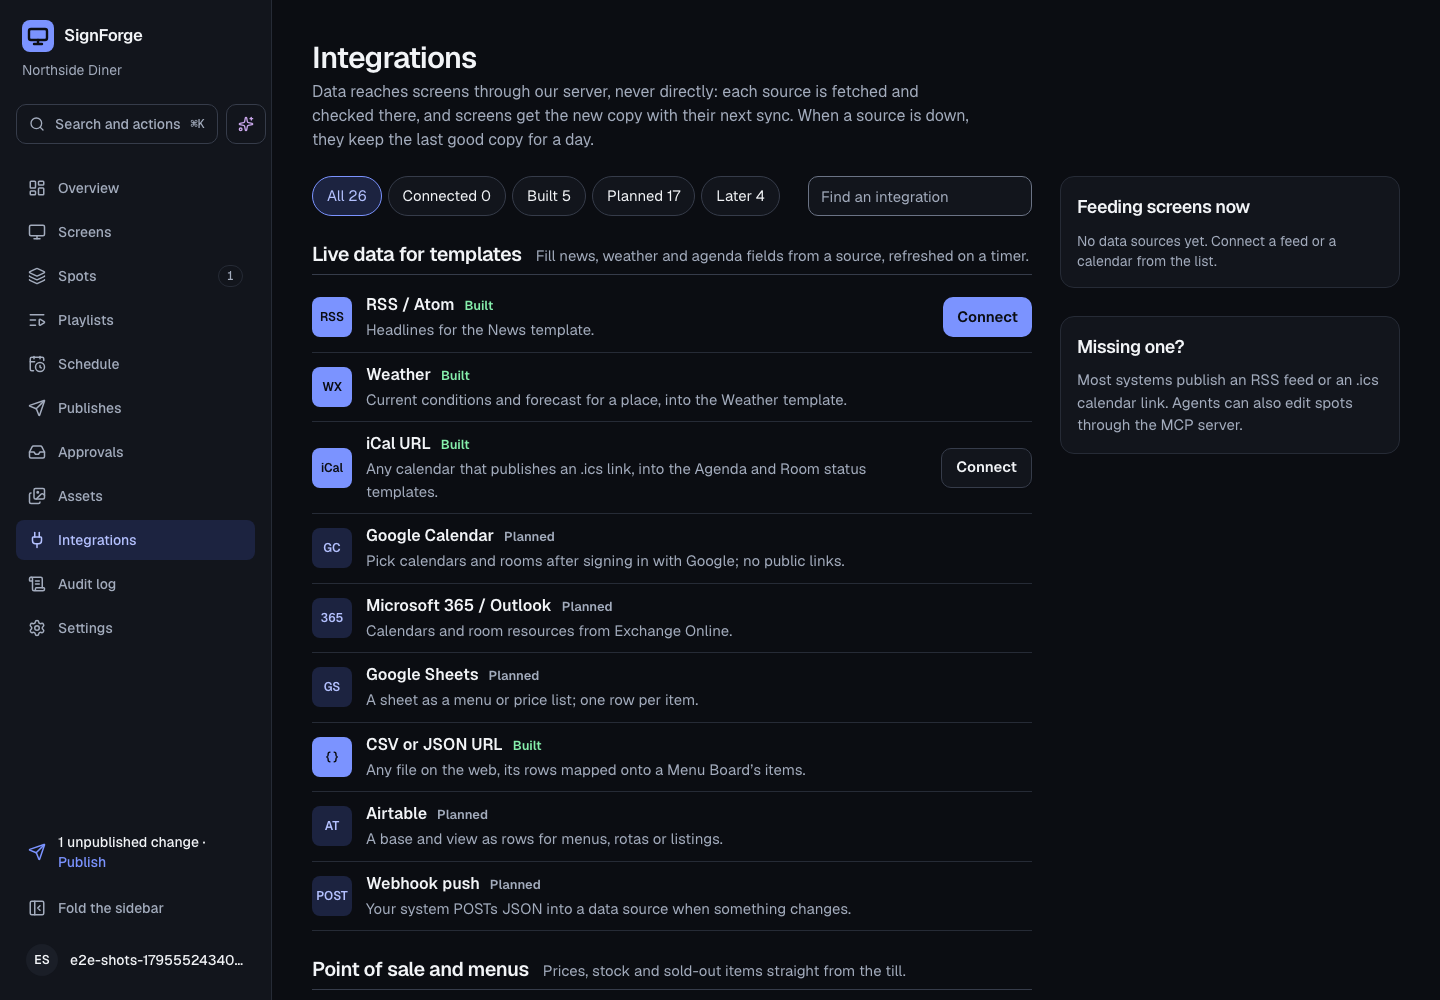 SignForge
Northside Diner
Search and actions ⌘K
Overview
Screens
Spots 1
Playlists
Schedule
Publishes
Approvals
Assets
Integrations
Audit log
Settings
1 unpublished change ·
Publish
Fold the sidebar
ES e2e-shots-17955524340…
Integrations
Data reaches screens through our server, never directly: each source is fetched and
checked there, and screens get the new copy with their next sync. When a source is down,
they keep the last good copy for a day.
All 26 Connected 0 Built 5 Planned 17 Later 4 Find an integration
Live data for templates Fill news, weather and agenda fields from a source, refreshed on a timer.
RSS RSS / Atom Built
Headlines for the News template.
Connect
WX Weather Built
Current conditions and forecast for a place, into the Weather template.
iCal iCal URL Built
Any calendar that publishes an .ics link, into the Agenda and Room status
templates.
Connect
GC Google Calendar Planned
Pick calendars and rooms after signing in with Google; no public links.
365 Microsoft 365 / Outlook Planned
Calendars and room resources from Exchange Online.
GS Google Sheets Planned
A sheet as a menu or price list; one row per item.
{} CSV or JSON URL Built
Any file on the web, its rows mapped onto a Menu Board's items.
AT Airtable Planned
A base and view as rows for menus, rotas or listings.
POST Webhook push Planned
Your system POSTs JSON into a data source when something changes.
Point of sale and menus Prices, stock and sold-out items straight from the till.
Feeding screens now
No data sources yet. Connect a feed or a
calendar from the list.
Missing one?
Most systems publish an RSS feed or an .ics
calendar link. Agents can also edit spots
through the MCP server.